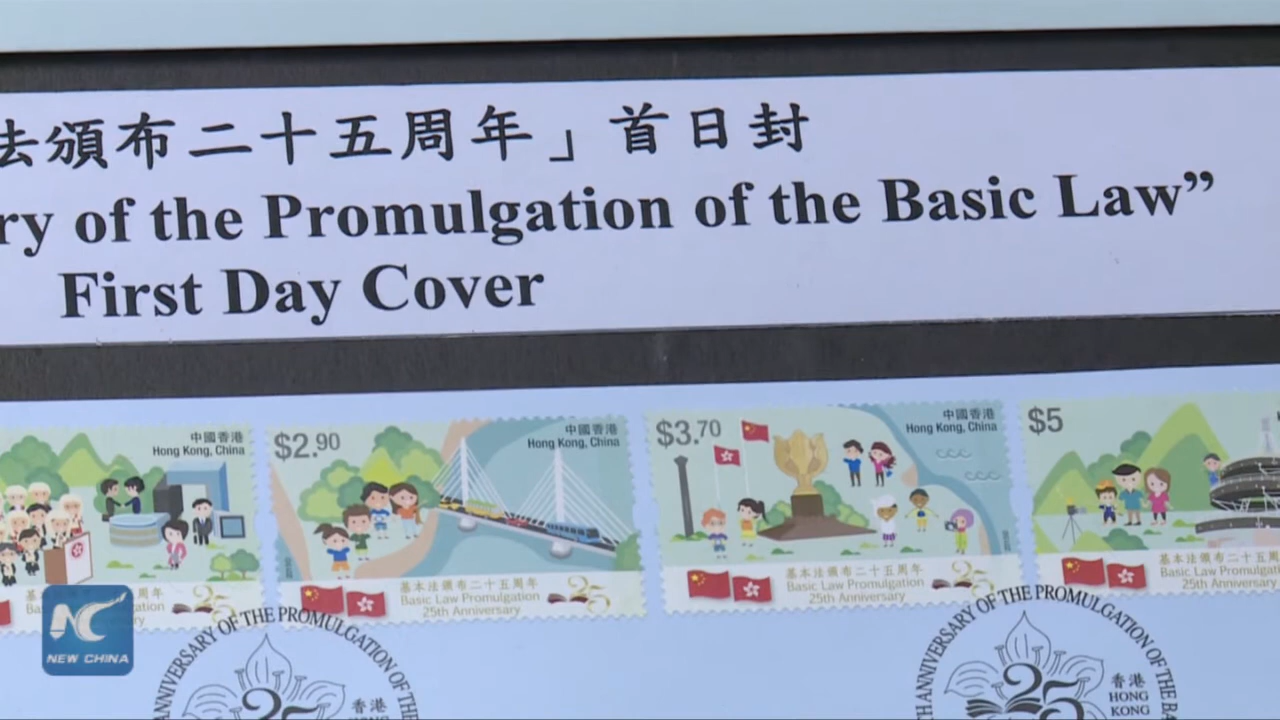 法頒布二十五周年」首日封
ry of the Promulgation of the Basic Law”
First Day Cover
中國香港
Hong Kong, China
$2.90
中國香港
Hong Kong, China
$3.70
中國香港
Hong Kong, China
$5
基本法頒布二十五周年
Basic Law Promulgation
25th Anniversary
25
基本法頒布二十五周年
Basic Law Promulgation
25th Anniversary
25
基本法頒布二十五
Basic Law Promulgation
25th Anniversary
NEW CHINA
ANNIVERSARY OF THE PROMULGATION OF THE
25
香港
TH ANNIVERSARY OF THE PROMULGATION OF THE BA
25
香港
HONG
KONG